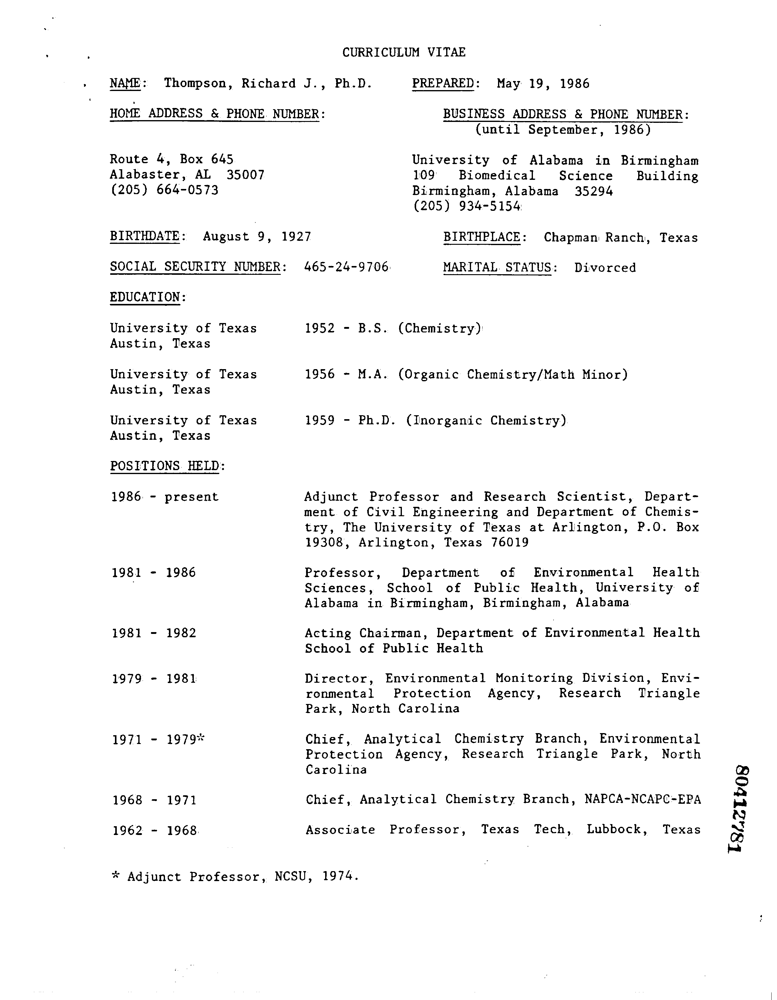 CURRICULUM VITAE
NAME: Thompson, Richard J., Ph.D. PREPARED: May 19, 1986
HOME ADDRESS & PHONE NUMBER: BUSINESS ADDRESS & PHONE NUMBER:
(until September, 1986)
Route 4, Box 645 University of Alabama in Birmingham
Alabaster, AL 35007 109 Biomedical Science Building
(205) 664-0573 Birmingham, Alabama 35294
(205) 934-5154
BIRTHDATE: August 9, 1927 BIRTHPLACE: Chapman Ranch, Texas
SOCIAL SECURITY NUMBER: 465-24-9706 MARITAL STATUS: Divorced
EDUCATION:
University of Texas 1952 - B.S. (Chemistry)
Austin, Texas
University of Texas 1956 - M.A. (Organic Chemistry/Math Minor)
Austin, Texas
University of Texas 1959 - Ph.D. (Inorganic Chemistry)
Austin, Texas
POSITIONS HELD:
1986 - present Adjunct Professor and Research Scientist, Depart-
ment of Civil Engineering and Department of Chemis-
try, The University of Texas at Arlington, P.O. Box
19308, Arlington, Texas 76019
1981 - 1986 Professor, Department of Environmental Health
Sciences, School of Public Health, University of
Alabama in Birmingham, Birmingham, Alabama
1981 - 1982 Acting Chairman, Department of Environmental Health
School of Public Health
1979 - 1981 Director, Environmental Monitoring Division, Envi-
ronmental Protection Agency, Research Triangle
Park, North Carolina
1971 - 1979* Chief, Analytical Chemistry Branch, Environmental
Protection Agency, Research Triangle Park, North
Carolina
1968 - 1971 Chief, Analytical Chemistry Branch, NAPCA-NCAPC-EPA
1962 - 1968 Associate Professor, Texas Tech, Lubbock, Texas
* Adjunct Professor, NCSU, 1974.
80412781